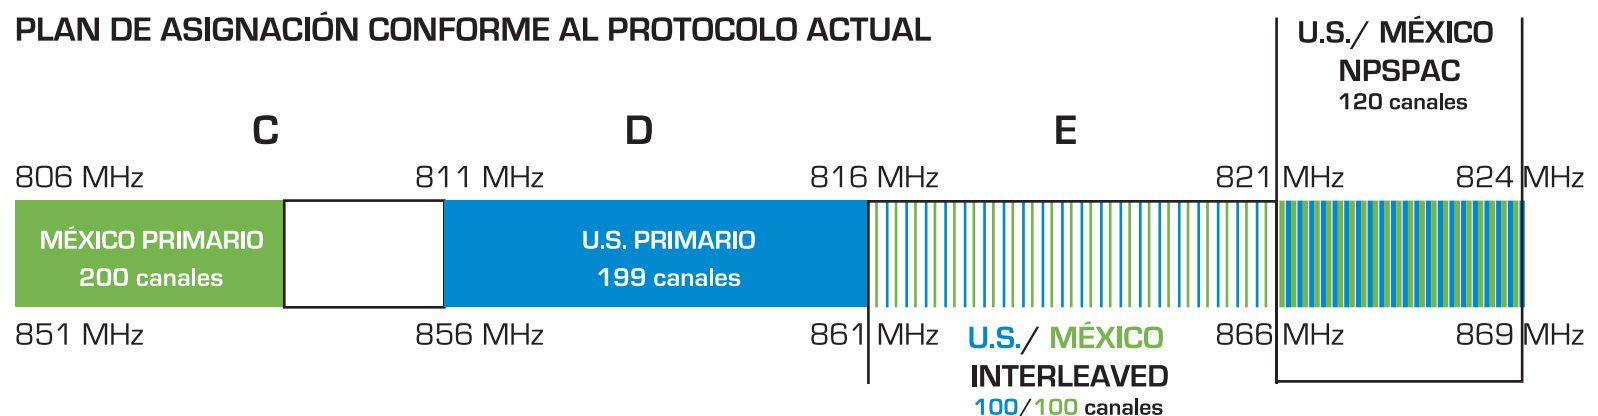 PLAN DE ASIGNACIÓN CONFORME AL PROTOCOLO ACTUAL
U.S./ MÉXICO
NPSPAC
120 canales
C
D
E
806 MHz
811 MHz
816 MHz
821 MHz
824 MHz
MÉXICO PRIMARIO
200 canales
U.S. PRIMARIO
199 canales
851 MHz
856 MHz
861 MHz
866 MHz
869 MHz
U.S./ MÉXICO
INTERLEAVED
100/100 canales